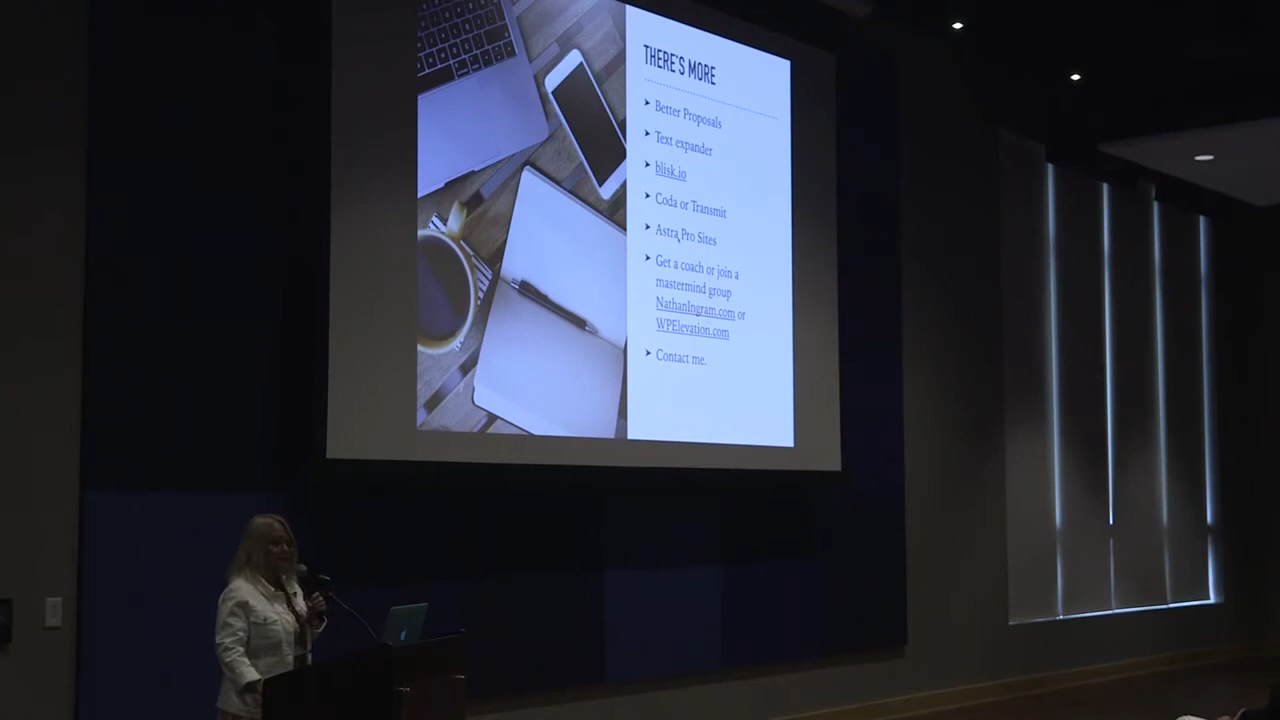 THERE'S MORE
➤ Better Proposals
➤ Text expander
➤ blisk.io
➤ Coda or Transmit
➤ Astra Pro Sites
➤ Get a coach or join a
mastermind group
NathanIngram.com or
WPElevation.com
➤ Contact me.